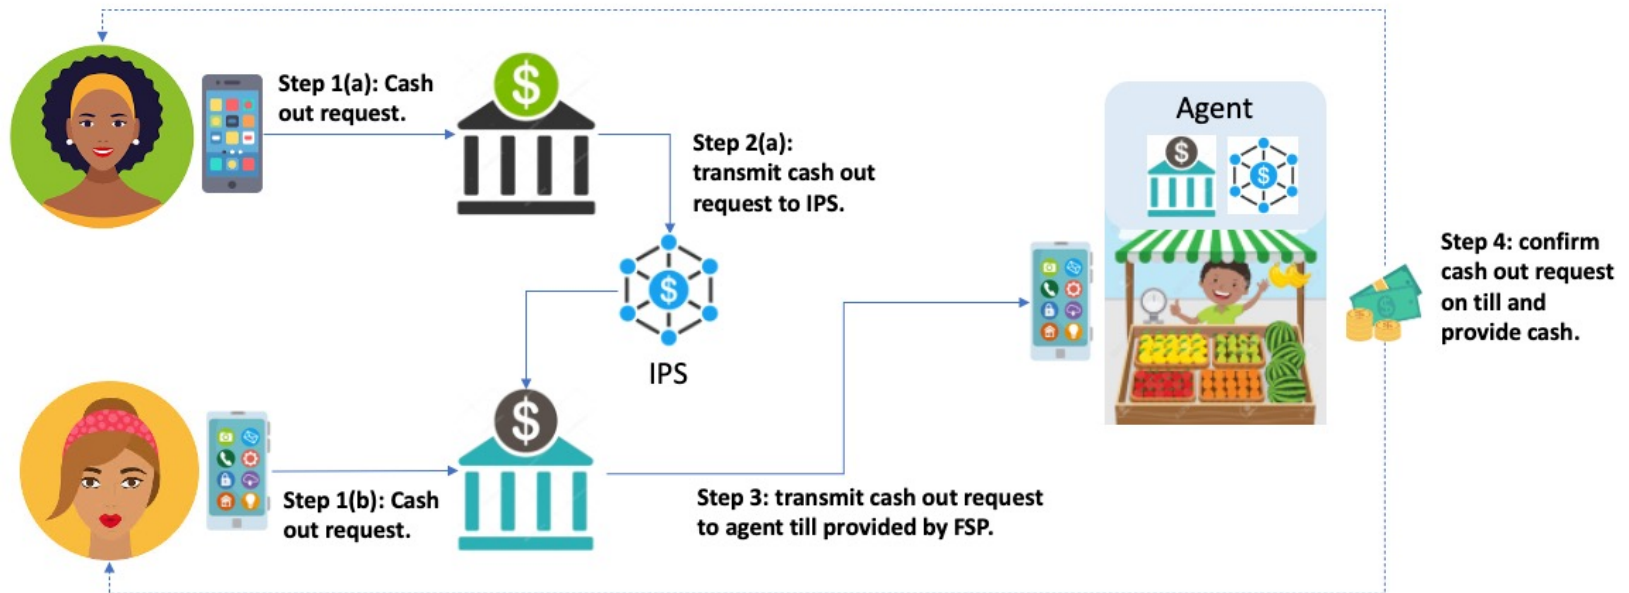 Step 1(a): Cash
out request.
Step 2(a):
transmit cash out
request to IPS.
IPS
Step 1(b): Cash
out request.
Step 3: transmit cash out request
to agent till provided by FSP.
Agent
Step 4: confirm
cash out request
on till and
provide cash.
$
$
$
$
$